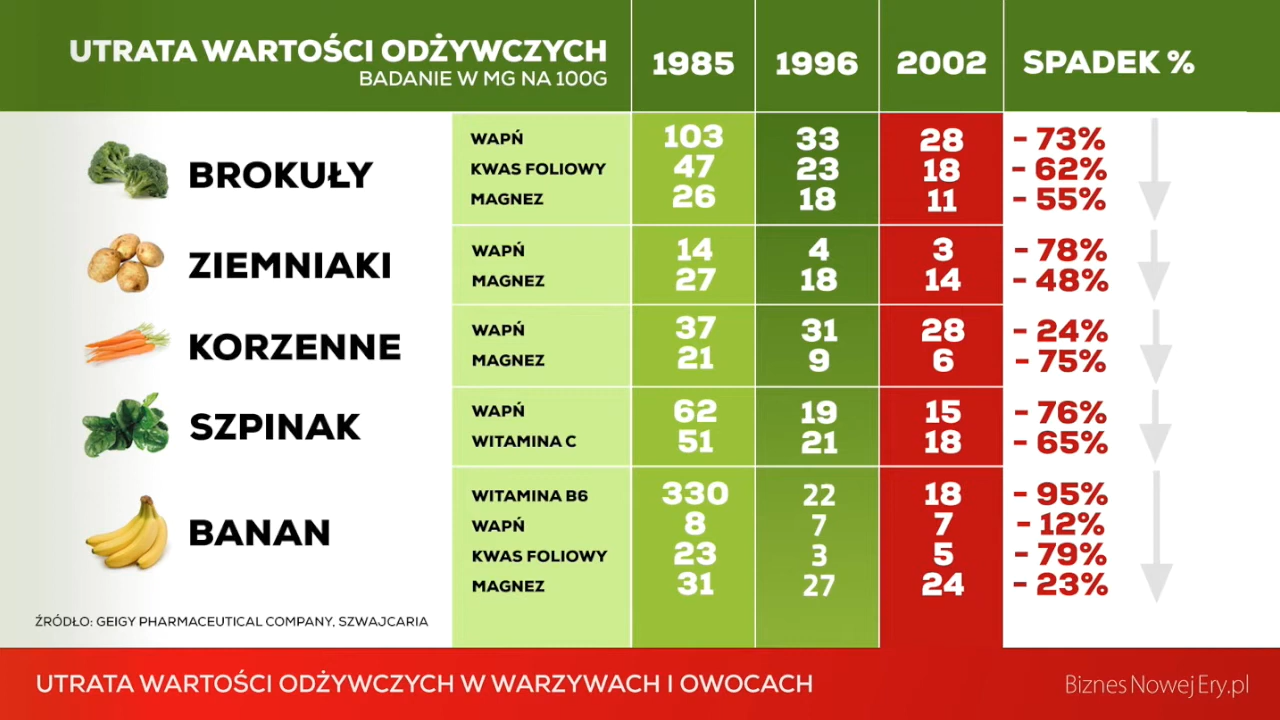 UTRATA WARTOŚCI ODŻYWCZYCH
BADANIE W MG NA 100G
1985 1996 2002 SPADEK %
BROKUŁY
WAPŃ 103 33 28 - 73%
KWAS FOLIOWY 47 23 18 - 62%
MAGNEZ 26 18 11 - 55%
ZIEMNIAKI
WAPŃ 14 4 3 - 78%
MAGNEZ 27 18 14 - 48%
KORZENNE
WAPŃ 37 31 28 - 24%
MAGNEZ 21 9 6 - 75%
SZPINAK
WAPŃ 62 19 15 - 76%
WITAMINA C 51 21 18 - 65%
BANAN
WITAMINA B6 330 22 18 - 95%
WAPŃ 8 7 7 - 12%
KWAS FOLIOWY 23 3 5 - 79%
MAGNEZ 31 27 24 - 23%
ŹRÓDŁO: GEIGY PHARMACEUTICAL COMPANY, SZWAJCARIA
UTRATA WARTOŚCI ODŻYWCZYCH W WARZYWACH I OWOCACH
BiznesNowejEry.pl